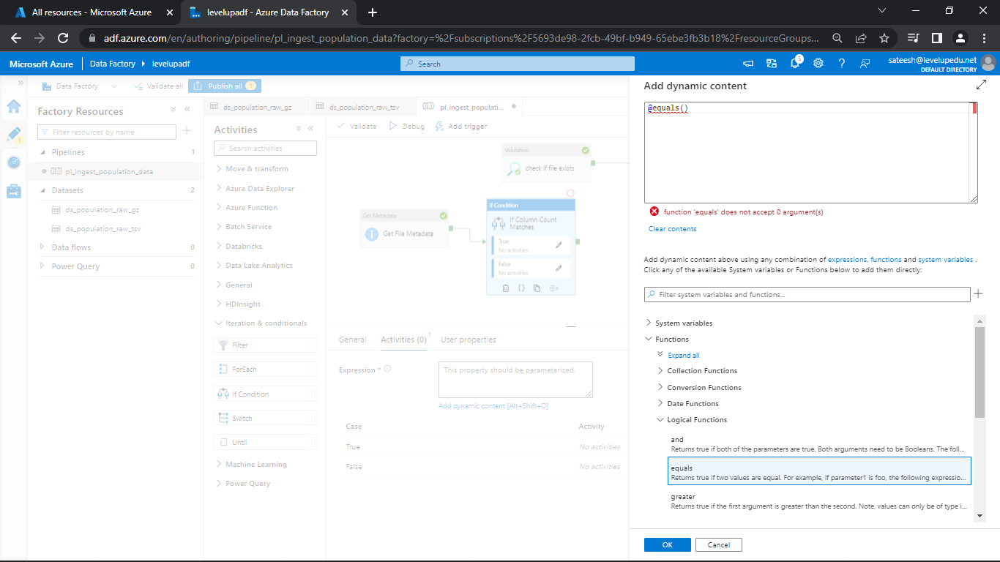 All resources - Microsoft Azure
levelupadf - Azure Data Factory
adf.azure.com/en/authoring/pipeline/pl_ingest_population_data?factory=%2Fsubscriptions%2F5693de98-2fcb-49bf-b949-65ebe3fb3b18%2FresourceGroups...
Microsoft Azure
Data Factory
levelupadf
Search
5
sateesh@levelupedu.net
DEFAULT DIRECTORY
Data Factory
Validate all
Publish all
1
Factory Resources
Filter resources by name
1
Pipelines
1
pl_ingest_population_data
Datasets
2
ds_population_raw_gz
ds_population_raw_tsv
Data flows
0
Power Query
0
ds_population_raw_gz
ds_population_raw_tsv
pl_ingest_populati...
Activities
Search activities
Move & transform
Azure Data Explorer
Azure Function
Batch Service
Databricks
Data Lake Analytics
General
HDInsight
Iteration & conditionals
Filter
ForEach
If Condition
Switch
Until
Machine Learning
Power Query
Validate
Debug
Add trigger
Validation
check if file exists
Get Metadata
Get File Metadata
If Condition
If Column Count
Matches
True
No activities
False
No activities
General
Activities (0)
1
User properties
Expression *
This property should be parameterized.
Add dynamic content [Alt+Shift+D]
Case
Activity
True
No activities
False
No activities
Add dynamic content
@equals()
function 'equals' does not accept 0 argument(s)
Clear contents
Add dynamic content above using any combination of expressions, functions and system variables .
Click any of the available System variables or Functions below to add them directly:
Filter system variables and functions...
System variables
Functions
Expand all
Collection Functions
Conversion Functions
Date Functions
Logical Functions
and
Returns true if both of the parameters are true. Both arguments need to be Booleans. The foll...
equals
Returns true if two values are equal. For example, if parameter1 is foo, the following expressio...
greater
Returns true if the first argument is greater than the second. Note, values can only be of type i...
OK
Cancel